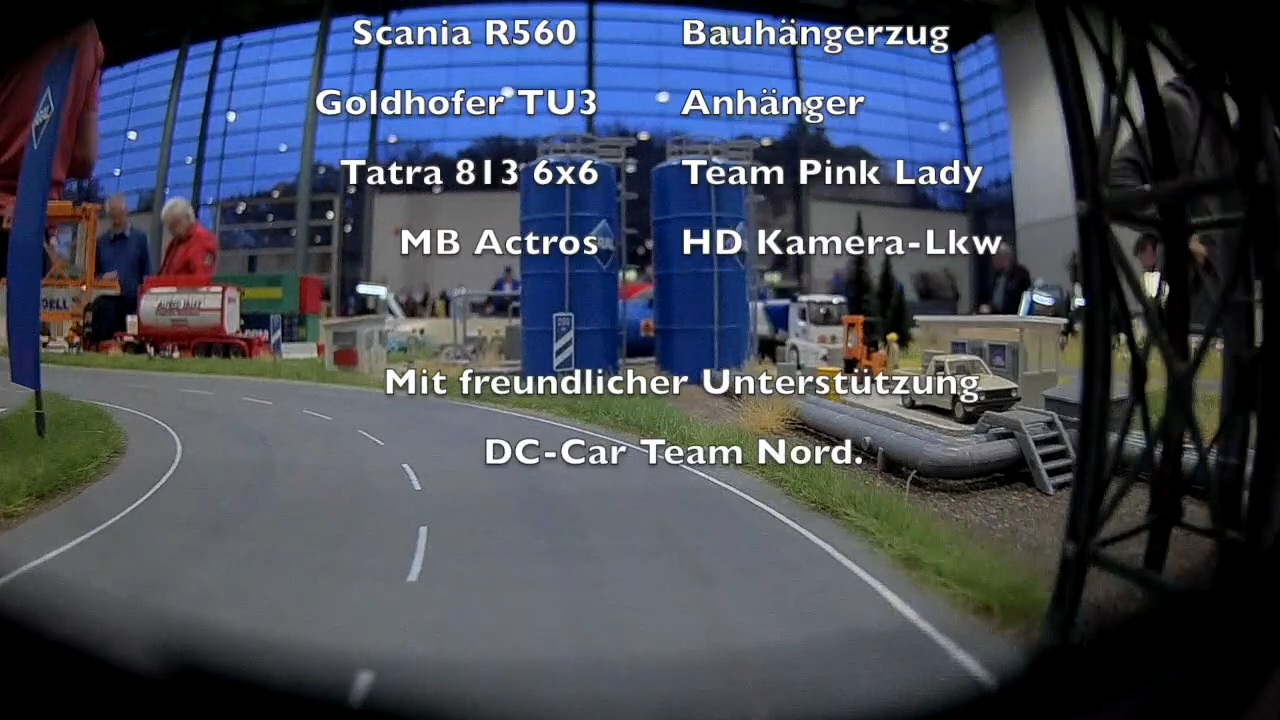 Scania R560 Bauhängerzug
Goldhofer TU3 Anhänger
Tatra 813 6x6 Team Pink Lady
MB Actros HD Kamera-Lkw
Mit freundlicher Unterstützung
DC-Car Team Nord.